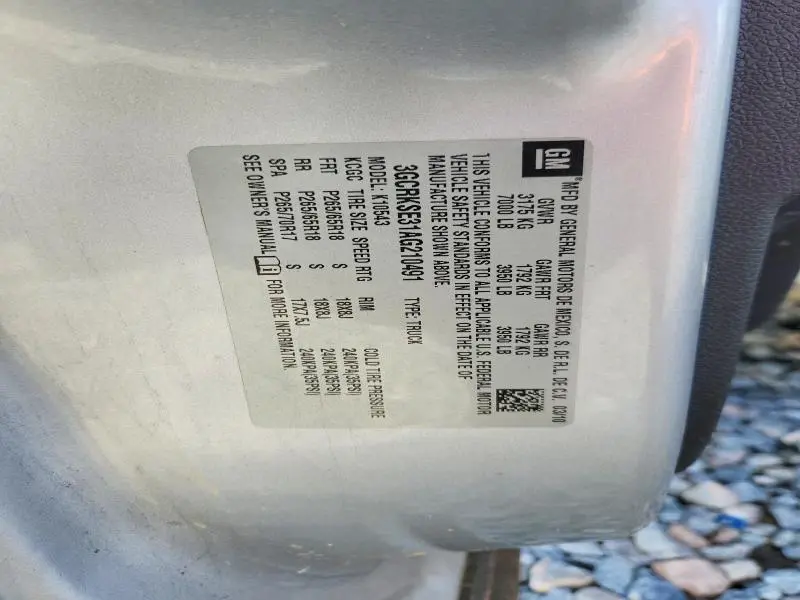 GM
®MFD BY GENERAL MOTORS DE MEXICO, S. DE R.L. DE C.V. 03/10
GVWR GAWR FRT GAWR RR
3175 KG 1792 KG 1792 KG
7000 LB 3950 LB 3950 LB
THIS VEHICLE CONFORMS TO ALL APPLICABLE U.S. FEDERAL MOTOR
VEHICLE SAFETY STANDARDS IN EFFECT ON THE DATE OF
MANUFACTURE SHOWN ABOVE.
3GCRKSE31AG210491 TYPE: TRUCK
MODEL: K10543
KCGC TIRE SIZE SPEED RTG RIM COLD TIRE PRESSURE
FRT P265/65R18 S 18X8J 240KPA(35PSI)
RR P265/65R18 S 18X8J 240KPA(35PSI)
SPA P265/70R17 S 17X7.5J 240KPA(35PSI)
SEE OWNER'S MANUAL FOR MORE INFORMATION.